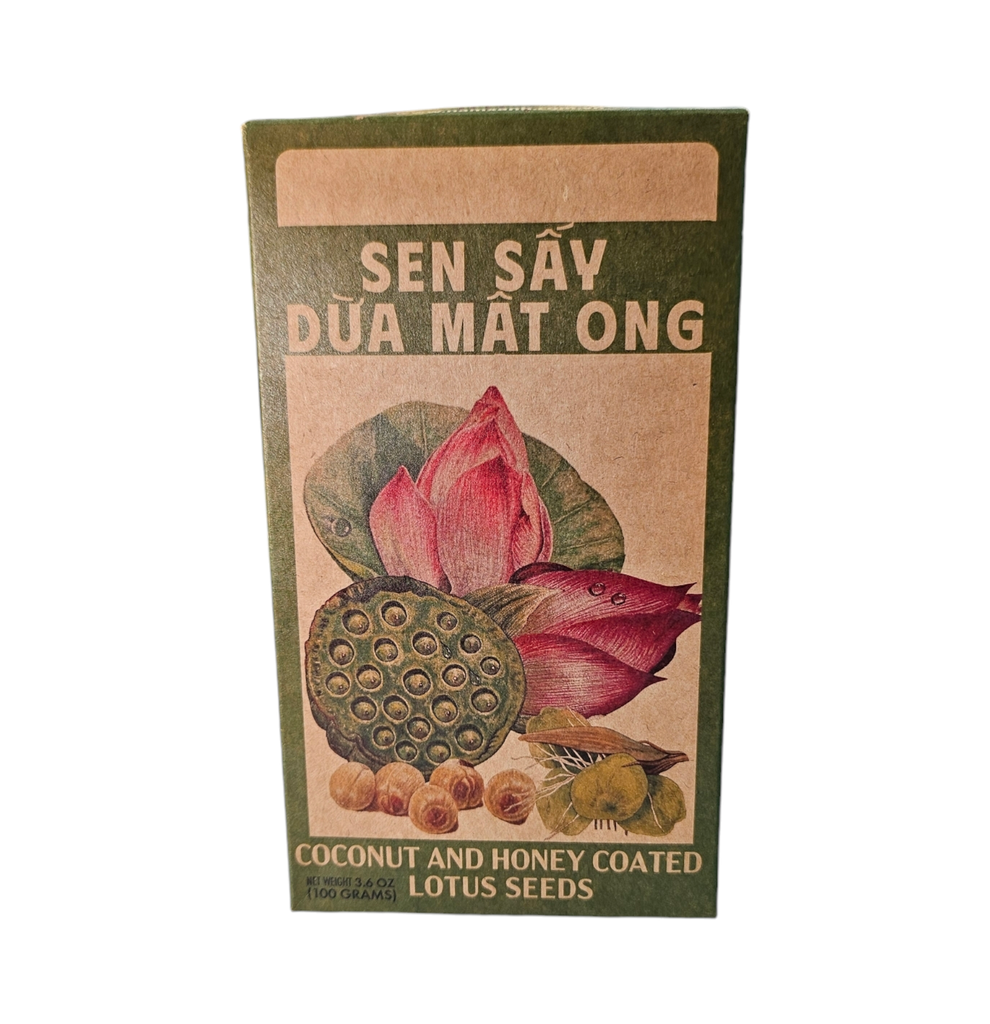 SEN SẤY
DỪA MẬT ONG
COCONUT AND HONEY COATED
LOTUS SEEDS
NET WEIGHT 3.6 OZ
(100 GRAMS)